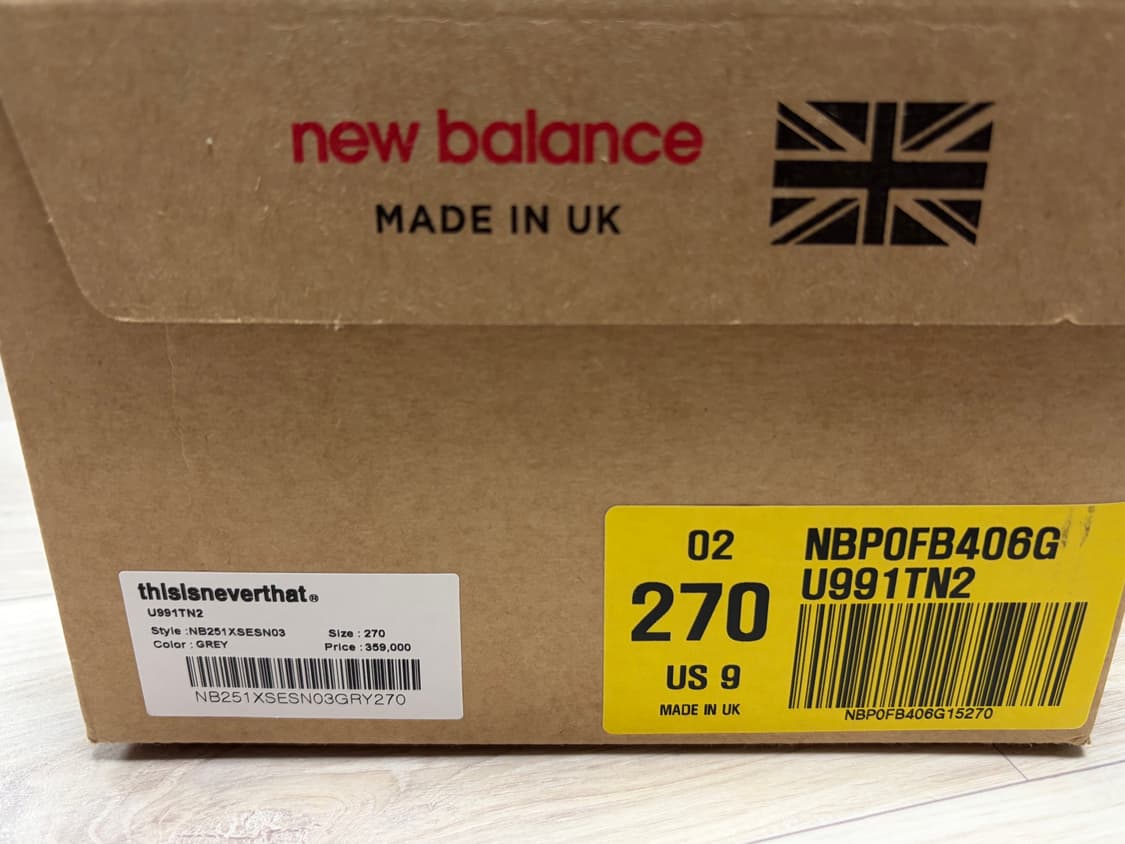 new balance
MADE IN UK
thisisneverthat®
U991TN2
Style :NB251XSESN03
Size : 270
Color : GREY
Price : 359,000
NB251XSESN03GRY270
02
270
US 9
MADE IN UK
NBP0FB406G
U991TN2
NBP0FB406G15270